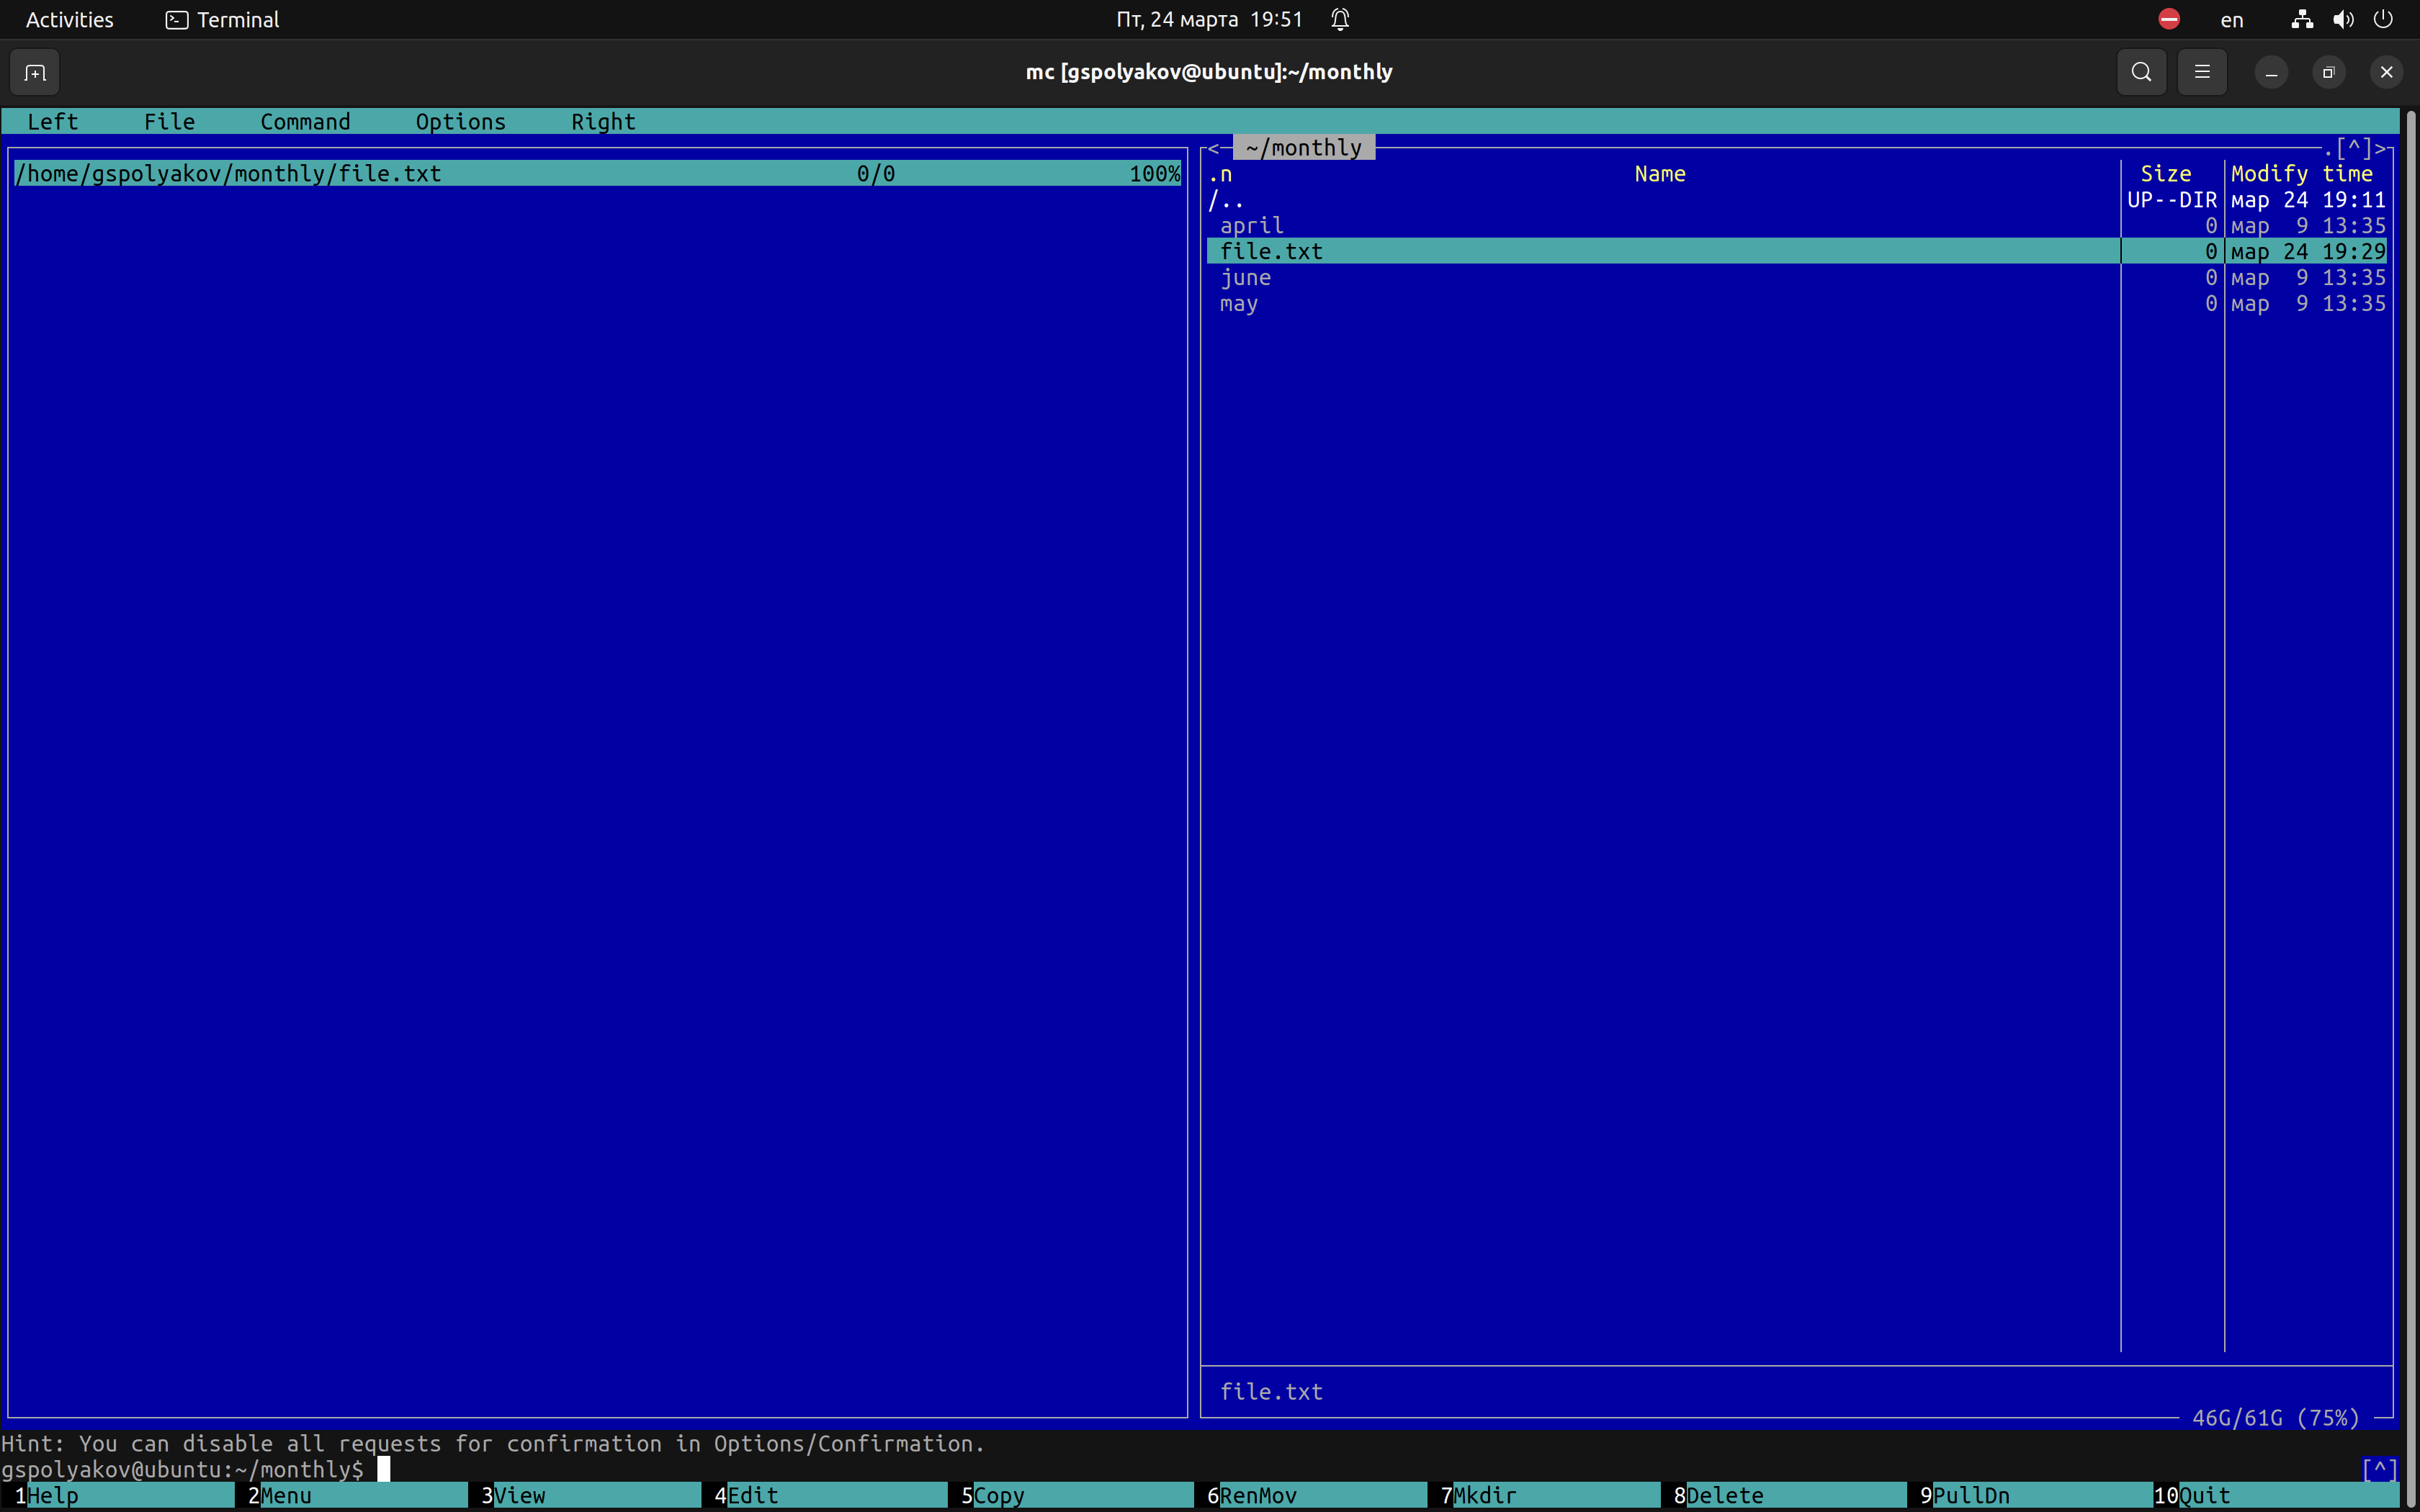 Activities Terminal Пт, 24 марта 19:51 en
mc [gspolyakov@ubuntu]:~/monthly
Left File Command Options Right
/home/gspolyakov/monthly/file.txt 0/0 100%
< ~/monthly .[^]>
.n Name Size Modify time
/.. UP--DIR мар 24 19:11
april 0 мар 9 13:35
file.txt 0 мар 24 19:29
june 0 мар 9 13:35
may 0 мар 9 13:35
file.txt
46G/61G (75%)
Hint: You can disable all requests for confirmation in Options/Confirmation.
gspolyakov@ubuntu:~/monthly$ [^]
1Help 2Menu 3View 4Edit 5Copy 6RenMov 7Mkdir 8Delete 9PullDn 10Quit